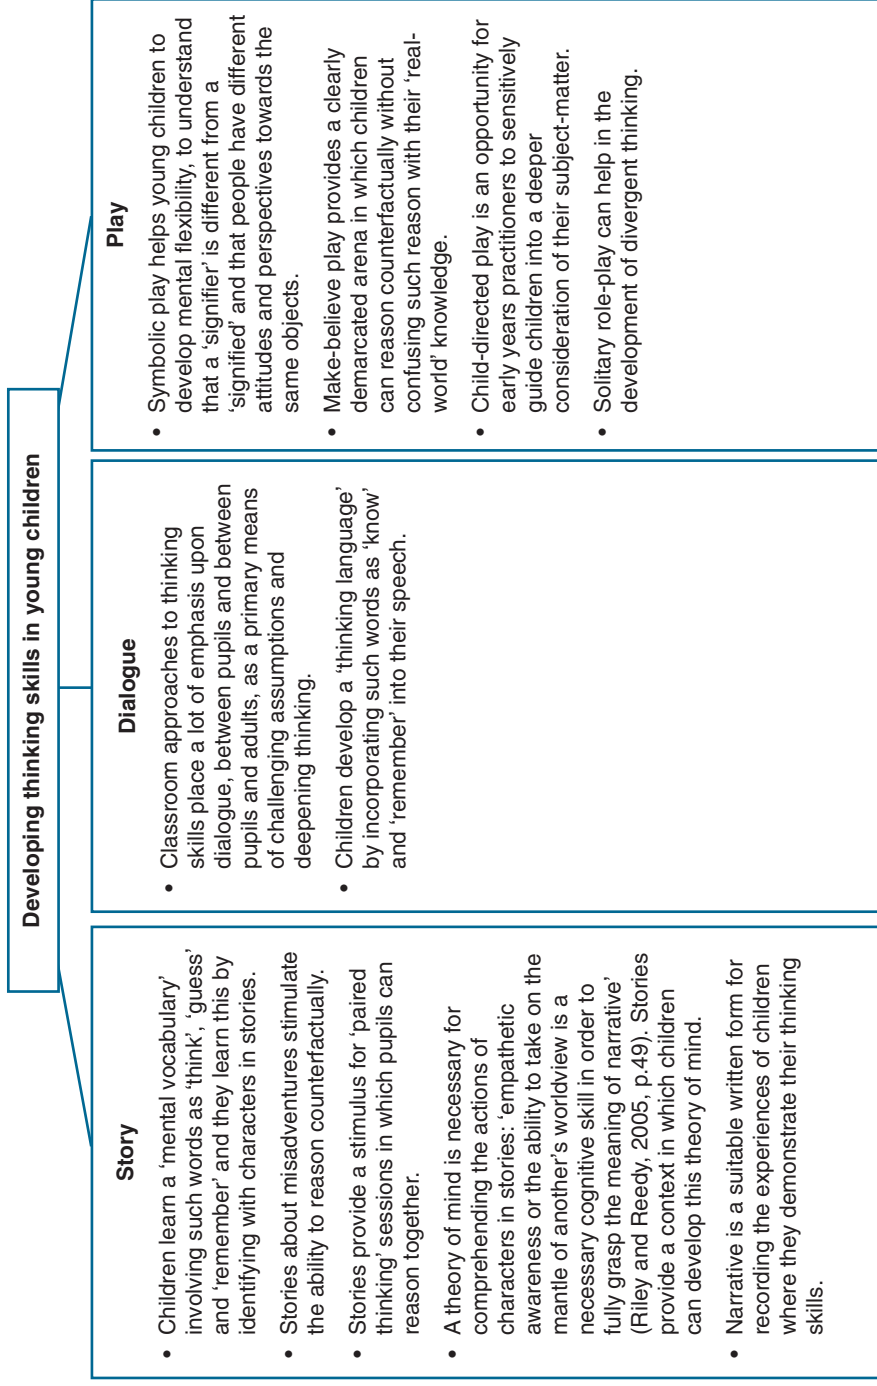 Developing thinking skills in young children
Story
• Children learn a ‘mental vocabulary’
involving such words as ‘think’, ‘guess’
and ‘remember’ and they learn this by
identifying with characters in stories.
• Stories about misadventures stimulate
the ability to reason counterfactually.
• Stories provide a stimulus for ‘paired
thinking’ sessions in which pupils can
reason together.
• A theory of mind is necessary for
comprehending the actions of
characters in stories: ‘empathetic
awareness or the ability to take on the
mantle of another’s worldview is a
necessary cognitive skill in order to
fully grasp the meaning of narrative’
(Riley and Reedy, 2005, p.49). Stories
provide a context in which children
can develop this theory of mind.
• Narrative is a suitable written form for
recording the experiences of children
where they demonstrate their thinking
skills.
Dialogue
• Classroom approaches to thinking
skills place a lot of emphasis upon
dialogue, between pupils and between
pupils and adults, as a primary means
of challenging assumptions and
deepening thinking.
• Children develop a ‘thinking language’
by incorporating such words as ‘know’
and ‘remember’ into their speech.
Play
• Symbolic play helps young children to
develop mental flexibility, to understand
that a ‘signifier’ is different from a
‘signified’ and that people have different
attitudes and perspectives towards the
same objects.
• Make-believe play provides a clearly
demarcated arena in which children
can reason counterfactually without
confusing such reason with their ‘real-
world’ knowledge.
• Child-directed play is an opportunity for
early years practitioners to sensitively
guide children into a deeper
consideration of their subject-matter.
• Solitary role-play can help in the
development of divergent thinking.